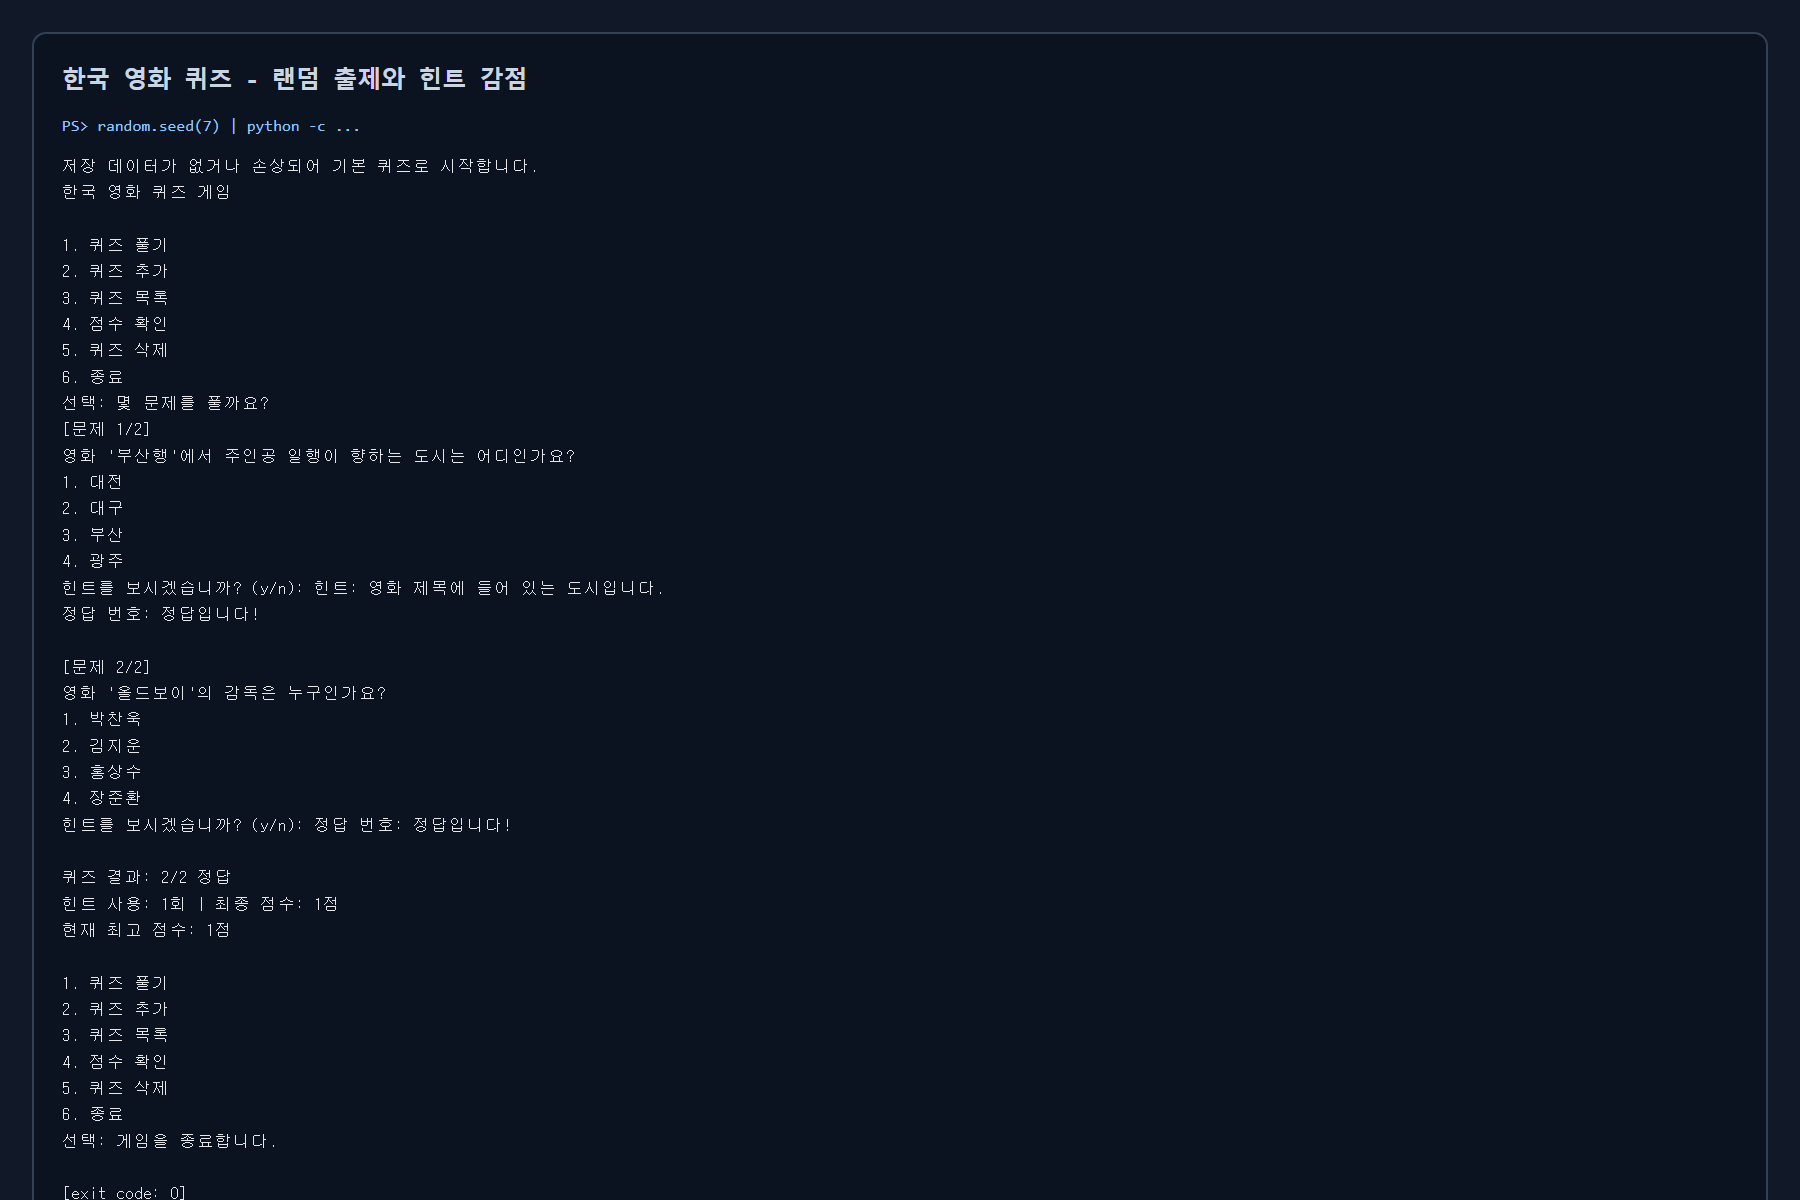 한국 영화 퀴즈 - 랜덤 출제와 힌트 감점
PS> random.seed(7) | python -c ...
저장 데이터가 없거나 손상되어 기본 퀴즈로 시작합니다.
한국 영화 퀴즈 게임
1. 퀴즈 풀기
2. 퀴즈 추가
3. 퀴즈 목록
4. 점수 확인
5. 퀴즈 삭제
6. 종료
선택: 몇 문제를 풀까요?
[문제 1/2]
영화 '부산행'에서 주인공 일행이 향하는 도시는 어디인가요?
1. 대전
2. 대구
3. 부산
4. 광주
힌트를 보시겠습니까? (y/n): 힌트: 영화 제목에 들어 있는 도시입니다.
정답 번호: 정답입니다!
[문제 2/2]
영화 '올드보이'의 감독은 누구인가요?
1. 박찬욱
2. 김지운
3. 홍상수
4. 장준환
힌트를 보시겠습니까? (y/n): 정답 번호: 정답입니다!
퀴즈 결과: 2/2 정답
힌트 사용: 1회 | 최종 점수: 1점
현재 최고 점수: 1점
1. 퀴즈 풀기
2. 퀴즈 추가
3. 퀴즈 목록
4. 점수 확인
5. 퀴즈 삭제
6. 종료
선택: 게임을 종료합니다.
[exit code: 0]